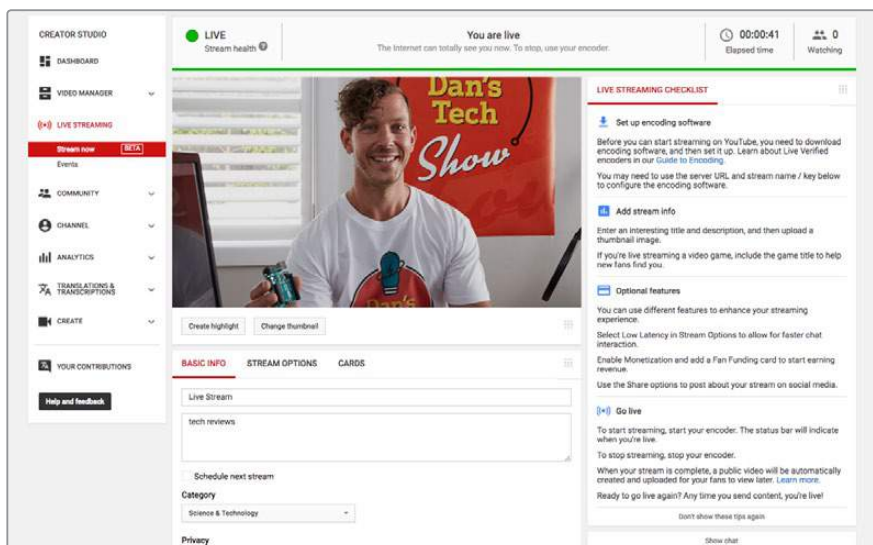 CREATOR STUDIO
DASHBOARD
VIDEO MANAGER
LIVE STREAMING
Stream now BETA
Events
COMMUNITY
CHANNEL
ANALYTICS
TRANSLATIONS &
TRANSCRIPTIONS
CREATE
YOUR CONTRIBUTIONS
Help and feedback
LIVE
Stream health ?
You are live
The Internet can totally see you now. To stop, use your encoder.
00:00:41
Elapsed time
0
Watching
Dan's
Tech
Show
Dan's
Create highlight
Change thumbnail
BASIC INFO STREAM OPTIONS CARDS
Live Stream
tech reviews
Schedule next stream
Category
Science & Technology
Privacy
LIVE STREAMING CHECKLIST
Set up encoding software
Before you can start streaming on YouTube, you need to download
encoding software, and then set it up. Learn about Live Verified
encoders in our Guide to Encoding.
You may need to use the server URL and stream name / key below
to configure the encoding software.
Add stream info
Enter an interesting title and description, and then upload a
thumbnail image.
If you're live streaming a video game, include the game title to help
new fans find you.
Optional features
You can use different features to enhance your streaming
experience.
Select Low Latency in Stream Options to allow for faster chat
interaction.
Enable Monetization and add a Fan Funding card to start earning
revenue.
Use the Share options to post about your stream on social media.
Go live
To start streaming, start your encoder. The status bar will indicate
when you're live.
To stop streaming, stop your encoder.
When your stream is complete, a public video will be automatically
created and uploaded for your fans to view later. Learn more.
Ready to go live again? Any time you send content, you're live!
Don't show these tips again
Show chat